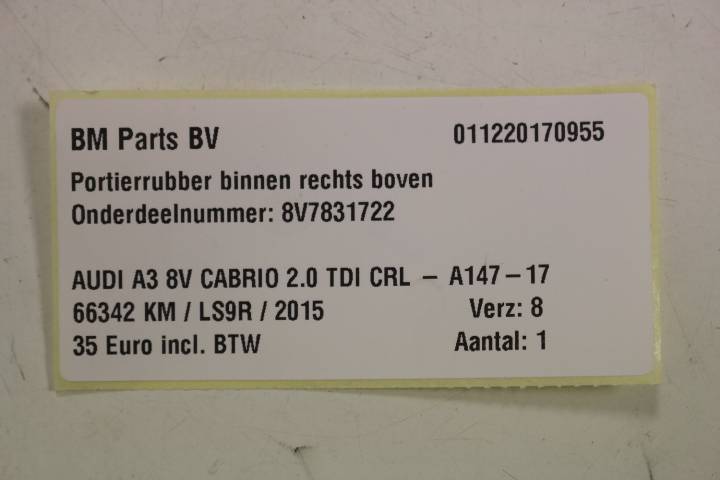 BM Parts BV 011220170955
Portierrubber binnen rechts boven
Onderdeelnummer: 8V7831722
AUDI A3 8V CABRIO 2.0 TDI CRL – A147–17
66342 KM / LS9R / 2015 Verz: 8
35 Euro incl. BTW Aantal: 1